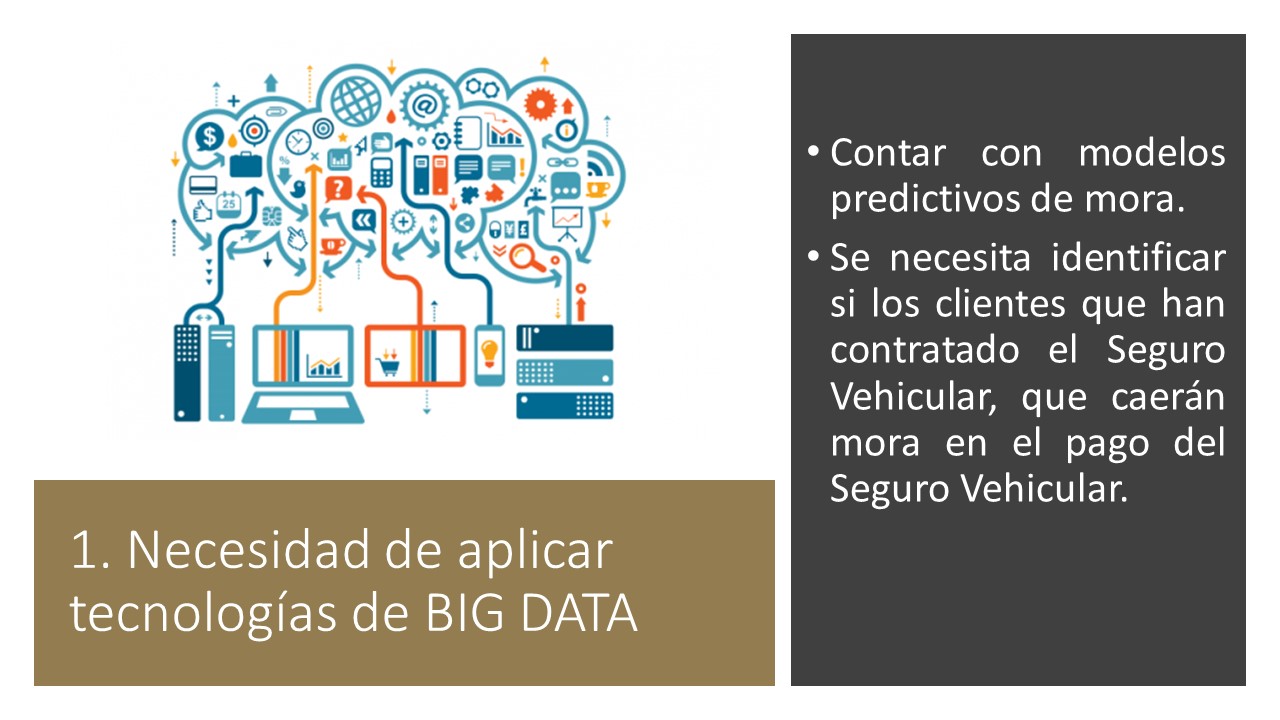 $
@
%
25
?
¥ £
1. Necesidad de aplicar
tecnologías de BIG DATA
• Contar con modelos
predictivos de mora.
• Se necesita identificar
si los clientes que han
contratado el Seguro
Vehicular, que caerán
mora en el pago del
Seguro Vehicular.